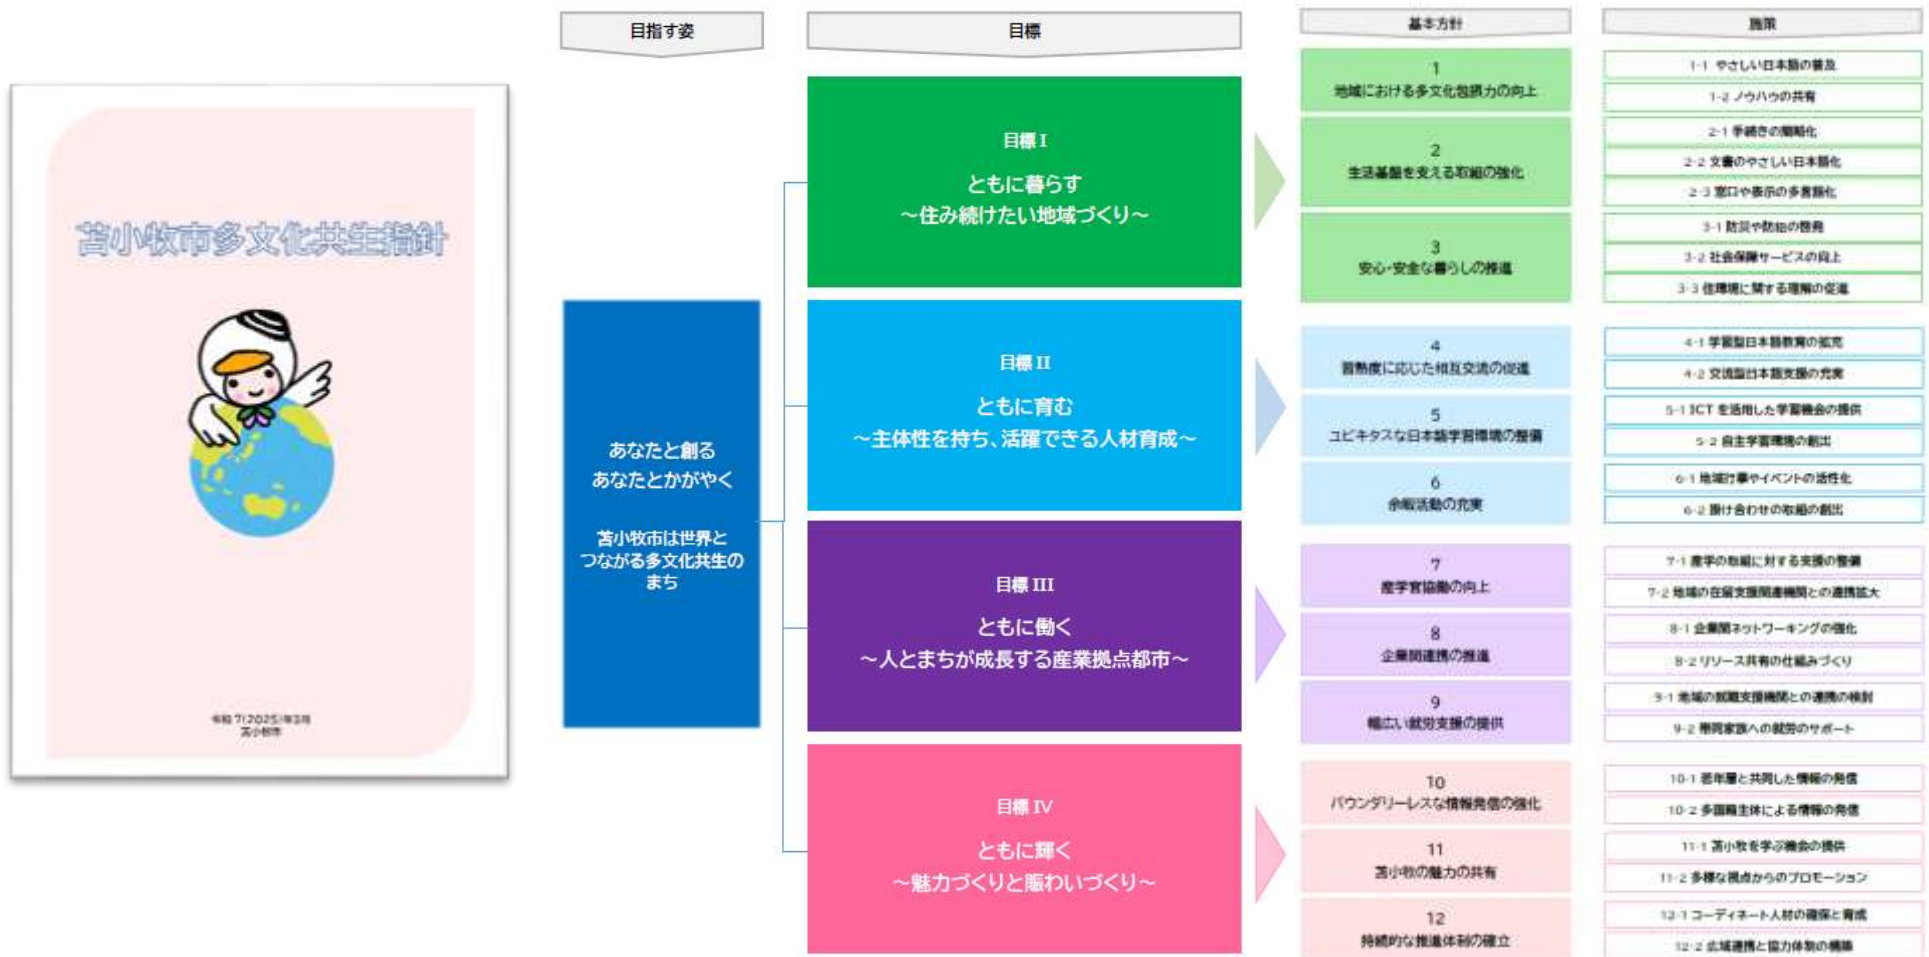 苫小牧市多文化共生指針
令和7(2025)年3月
苫小牧市
目指す姿
あなたと創る
あなたとかがやく
苫小牧市は世界と
つながる多文化共生の
まち
目標
目標 I
ともに暮らす
～住み続けたい地域づくり～
目標 II
ともに育む
～主体性を持ち、活躍できる人材育成～
目標 III
ともに働く
～人とまちが成長する産業拠点都市～
目標 IV
ともに輝く
～魅力づくりと賑わいづくり～
基本方針
1
地域における多文化包摂力の向上
2
生活基盤を支える取組の強化
3
安心・安全な暮らしの推進
4
習熟度に応じた相互交流の促進
5
ユビキタスな日本語学習環境の整備
6
余暇活動の充実
7
産学官協働の向上
8
企業間連携の推進
9
幅広い就労支援の提供
10
バウンダリーレスな情報発信の強化
11
苫小牧の魅力の共有
12
持続的な推進体制の確立
施策
1-1 やさしい日本語の普及
1-2 ノウハウの共有
2-1 手続きの簡略化
2-2 文書のやさしい日本語化
2-3 窓口や表示の多言語化
3-1 防災や防犯の啓発
3-2 社会保障サービスの向上
3-3 住環境に関する理解の促進
4-1 学習型日本語教育の拡充
4-2 交流型日本語支援の充実
5-1 ICT を活用した学習機会の提供
5-2 自主学習環境の創出
6-1 地域行事やイベントの活性化
6-2 掛け合わせの取組の創出
7-1 産学の取組に対する支援の整備
7-2 地域の在留支援関連機関との連携拡大
8-1 企業間ネットワーキングの強化
8-2 リソース共有の仕組みづくり
9-1 地域の就職支援機関との連携の検討
9-2 帯同家族への就労のサポート
10-1 若年層と共同した情報の発信
10-2 多国籍主体による情報の発信
11-1 苫小牧を学ぶ機会の提供
11-2 多様な視点からのプロモーション
12-1 コーディネート人材の確保と育成
12-2 広域連携と協力体制の構築